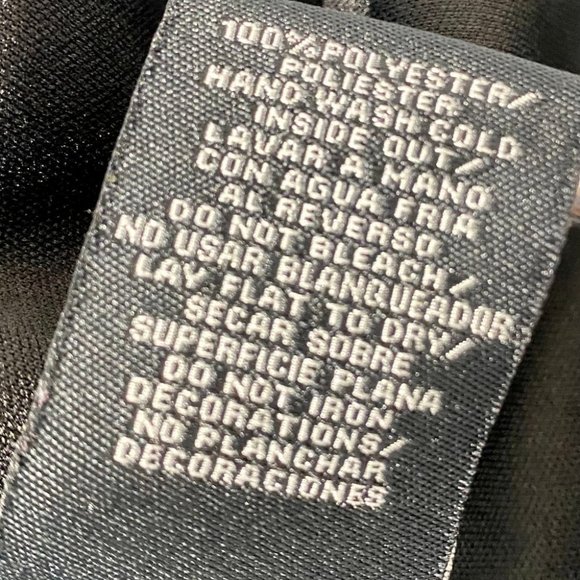 100%POLYESTER/
POLIESTER
HAND WASH COLD
INSIDE OUT/
LAVAR A MANO
CON AGUA FRIA
AL REVERSO
DO NOT BLEACH/
NO USAR BLANQUEADOR
LAY FLAT TO DRY/
SECAR SOBRE
SUPERFICIE PLANA
DO NOT IRON
DECORATIONS/
NO PLANCHAR
DECORACIONES